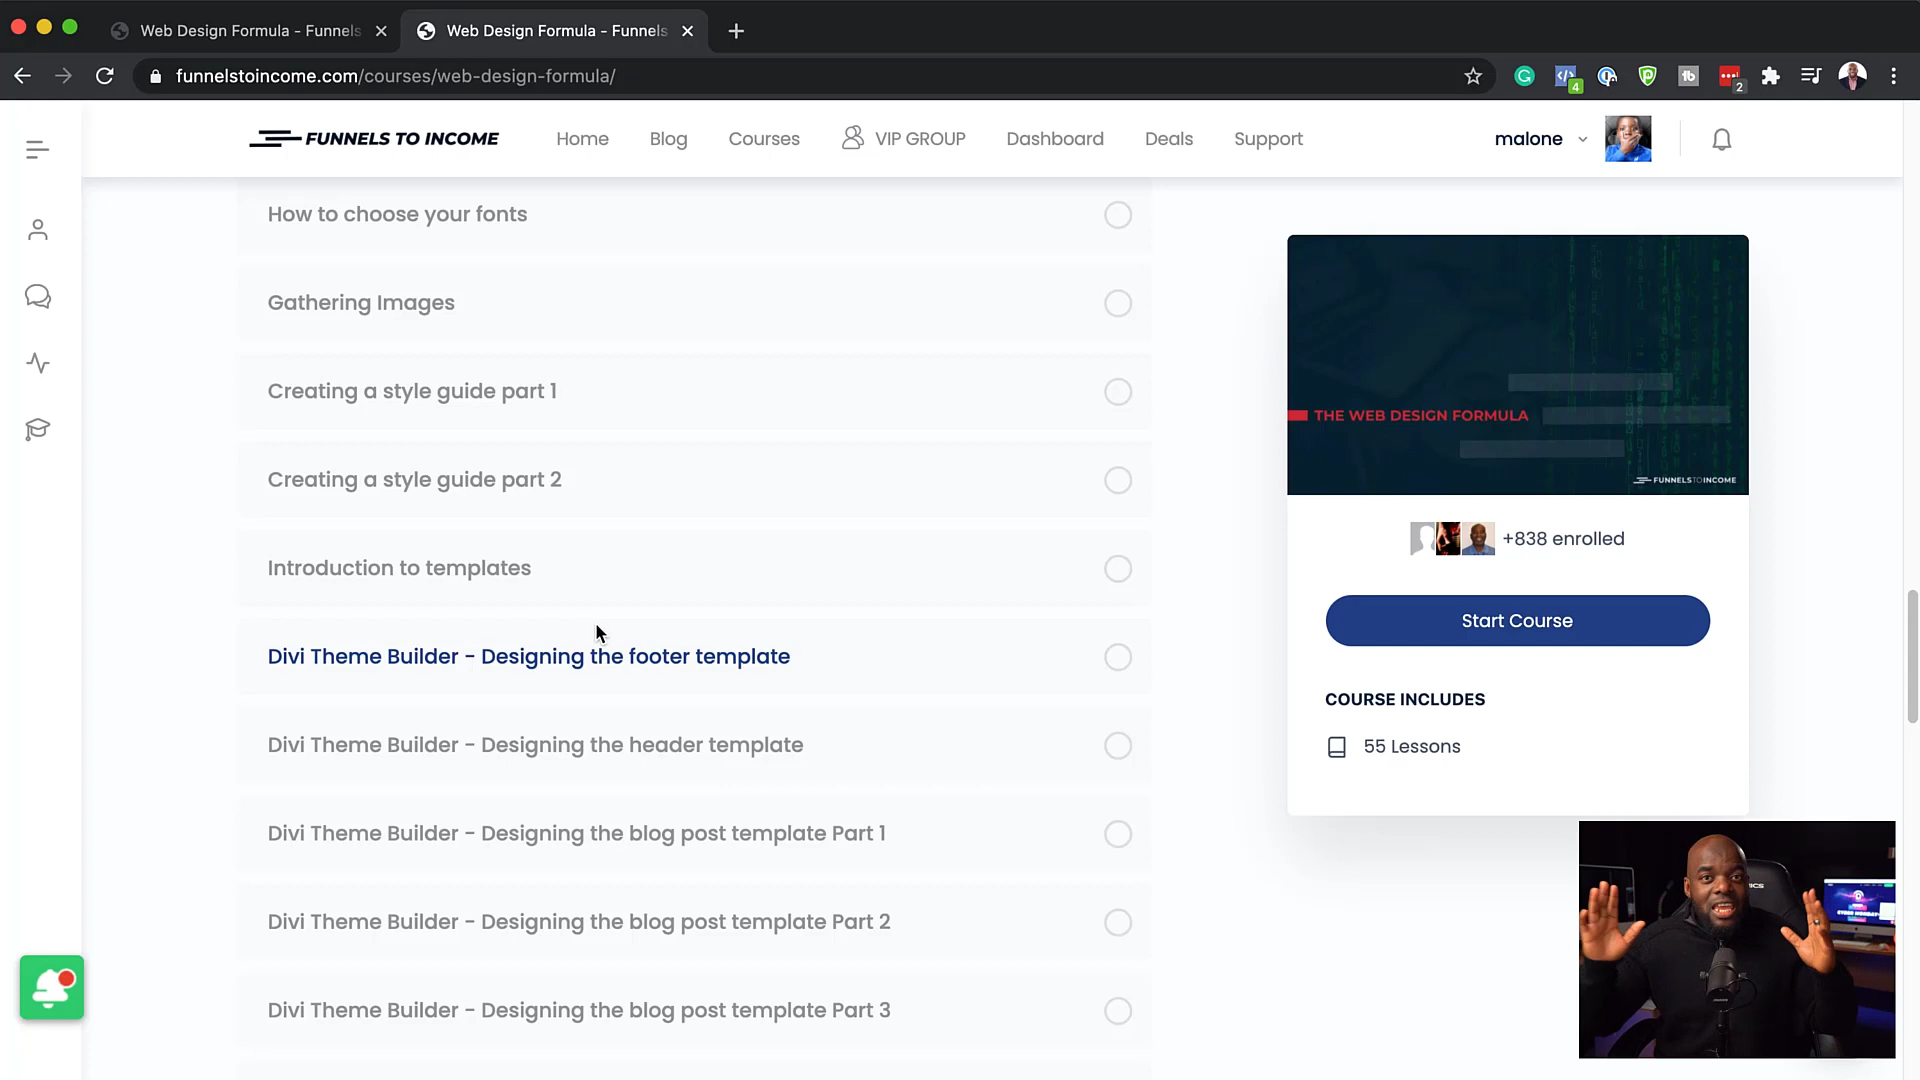 Web Design Formula - Funnels
Web Design Formula - Funnels
funnelstoincome.com/courses/web-design-formula/
4
2
FUNNELS TO INCOME
Home
Blog
Courses
VIP GROUP
Dashboard
Deals
Support
malone
How to choose your fonts
Gathering Images
Creating a style guide part 1
Creating a style guide part 2
Introduction to templates
Divi Theme Builder - Designing the footer template
Divi Theme Builder - Designing the header template
Divi Theme Builder - Designing the blog post template Part 1
Divi Theme Builder - Designing the blog post template Part 2
Divi Theme Builder - Designing the blog post template Part 3
THE WEB DESIGN FORMULA
FUNNELSTOINCOME
+838 enrolled
Start Course
COURSE INCLUDES
55 Lessons
CYBER MONDAY